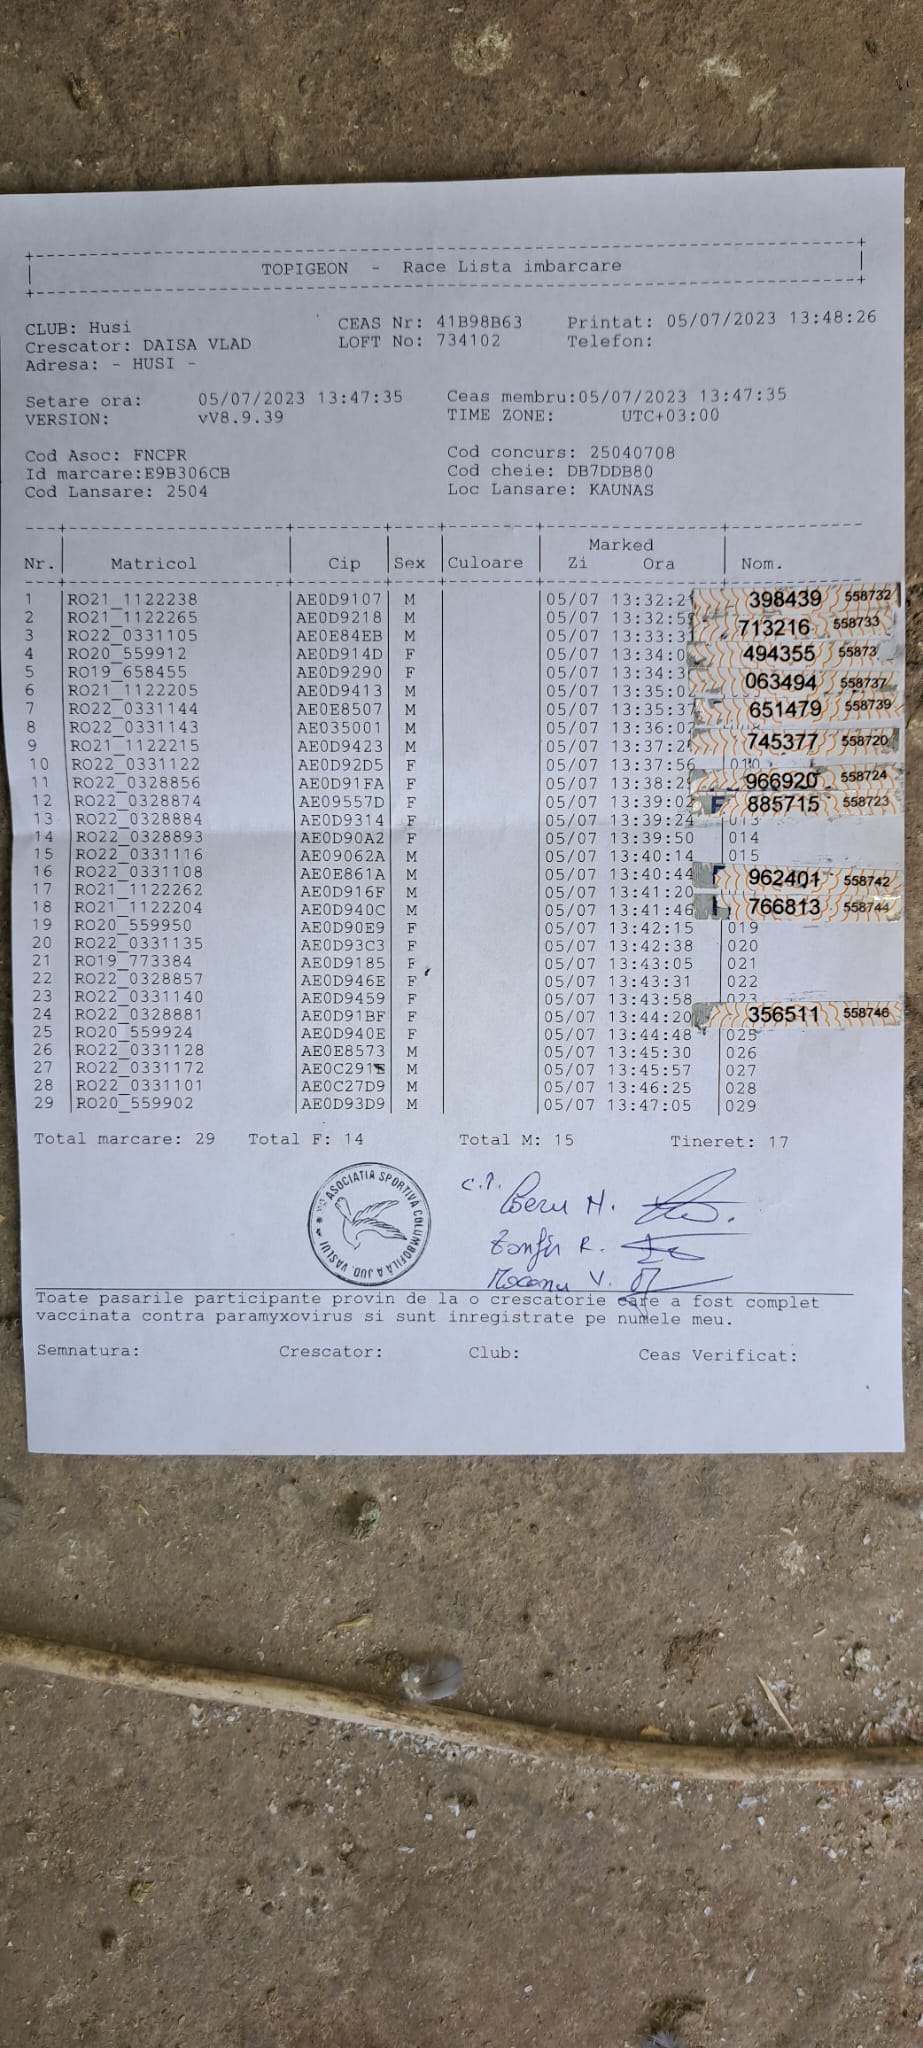 TOPIGEON - Race Lista imbarcare
CLUB: Husi CEAS Nr: 41B98B63 Printat: 05/07/2023 13:48:26
Crescator: DAISA VLAD LOFT No: 734102 Telefon:
Adresa: - HUSI -
Setare ora: 05/07/2023 13:47:35 Ceas membru:05/07/2023 13:47:35
VERSION: vV8.9.39 TIME ZONE: UTC+03:00
Cod Asoc: FNCPR Cod concurs: 25040708
Id marcare:E9B306CB Cod cheie: DB7DDB80
Cod Lansare: 2504 Loc Lansare: KAUNAS
Marked
Nr. Matricol Cip Sex Culoare Zi Ora Nom.
1 RO21_1122238 AE0D9107 M 05/07 13:32:2 398439 558732
2 RO21_1122265 AE0D9218 M 05/07 13:32:5 713216 558733
3 RO22_0331105 AE0E84EB M 05/07 13:33:3
4 RO20_559912 AE0D914D F 05/07 13:34:0 494355 55873
5 RO19_658455 AE0D9290 F 05/07 13:34:3 063494 558737
6 RO21_1122205 AE0D9413 M 05/07 13:35:0
7 RO22_0331144 AE0E8507 M 05/07 13:35:37 651479 558739
8 RO22_0331143 AE035001 M 05/07 13:36:0
9 RO21_1122215 AE0D9423 M 05/07 13:37:2 745377 558720
10 RO22_0331122 AE0D92D5 F 05/07 13:37:56 010
11 RO22_0328856 AE0D91FA F 05/07 13:38:2 966920 558724
12 RO22_0328874 AE09557D F 05/07 13:39:02 885715 558723
13 RO22_0328884 AE0D9314 F 05/07 13:39:24 013
14 RO22_0328893 AE0D90A2 F 05/07 13:39:50 014
15 RO22_0331116 AE09062A M 05/07 13:40:14 015
16 RO22_0331108 AE0E861A M 05/07 13:40:44 962401 558742
17 RO21_1122262 AE0D916F M 05/07 13:41:20
18 RO21_1122204 AE0D940C M 05/07 13:41:46 766813 558744
19 RO20_559950 AE0D90E9 F 05/07 13:42:15 019
20 RO22_0331135 AE0D93C3 F 05/07 13:42:38 020
21 RO19_773384 AE0D9185 F 05/07 13:43:05 021
22 RO22_0328857 AE0D946E F 05/07 13:43:31 022
23 RO22_0331140 AE0D9459 F 05/07 13:43:58 023
24 RO22_0328881 AE0D91BF F 05/07 13:44:20 356511 558746
25 RO20_559924 AE0D940E F 05/07 13:44:48 025
26 RO22_0331128 AE0E8573 M 05/07 13:45:30 026
27 RO22_0331172 AE0C291E M 05/07 13:45:57 027
28 RO22_0331101 AE0C27D9 M 05/07 13:46:25 028
29 RO20_559902 AE0D93D9 M 05/07 13:47:05 029
Total marcare: 29 Total F: 14 Total M: 15 Tineret: 17
ASOCIATIA SPORTIVA COLUMBOFILA JUD. VASLUI
Zonfir R.
Mocanu V.
Toate pasarile participante provin de la o crescatorie care a fost complet
vaccinata contra paramyxovirus si sunt inregistrate pe numele meu.
Semnatura: Crescator: Club: Ceas Verificat: